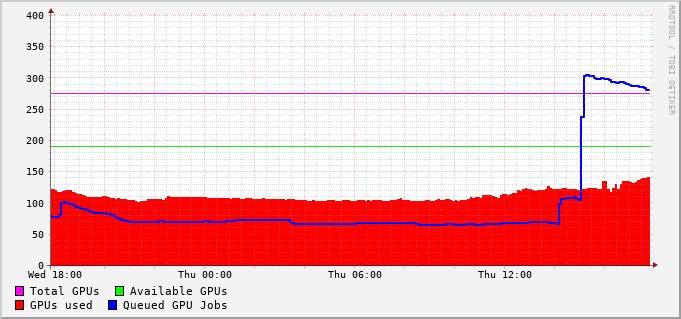 400
350
300
250
200
150
100
50
0
Wed 18:00 Thu 00:00 Thu 06:00 Thu 12:00
Total GPUs Available GPUs
GPUs used Queued GPU Jobs
RRDTOOL / TOBI OETIKER